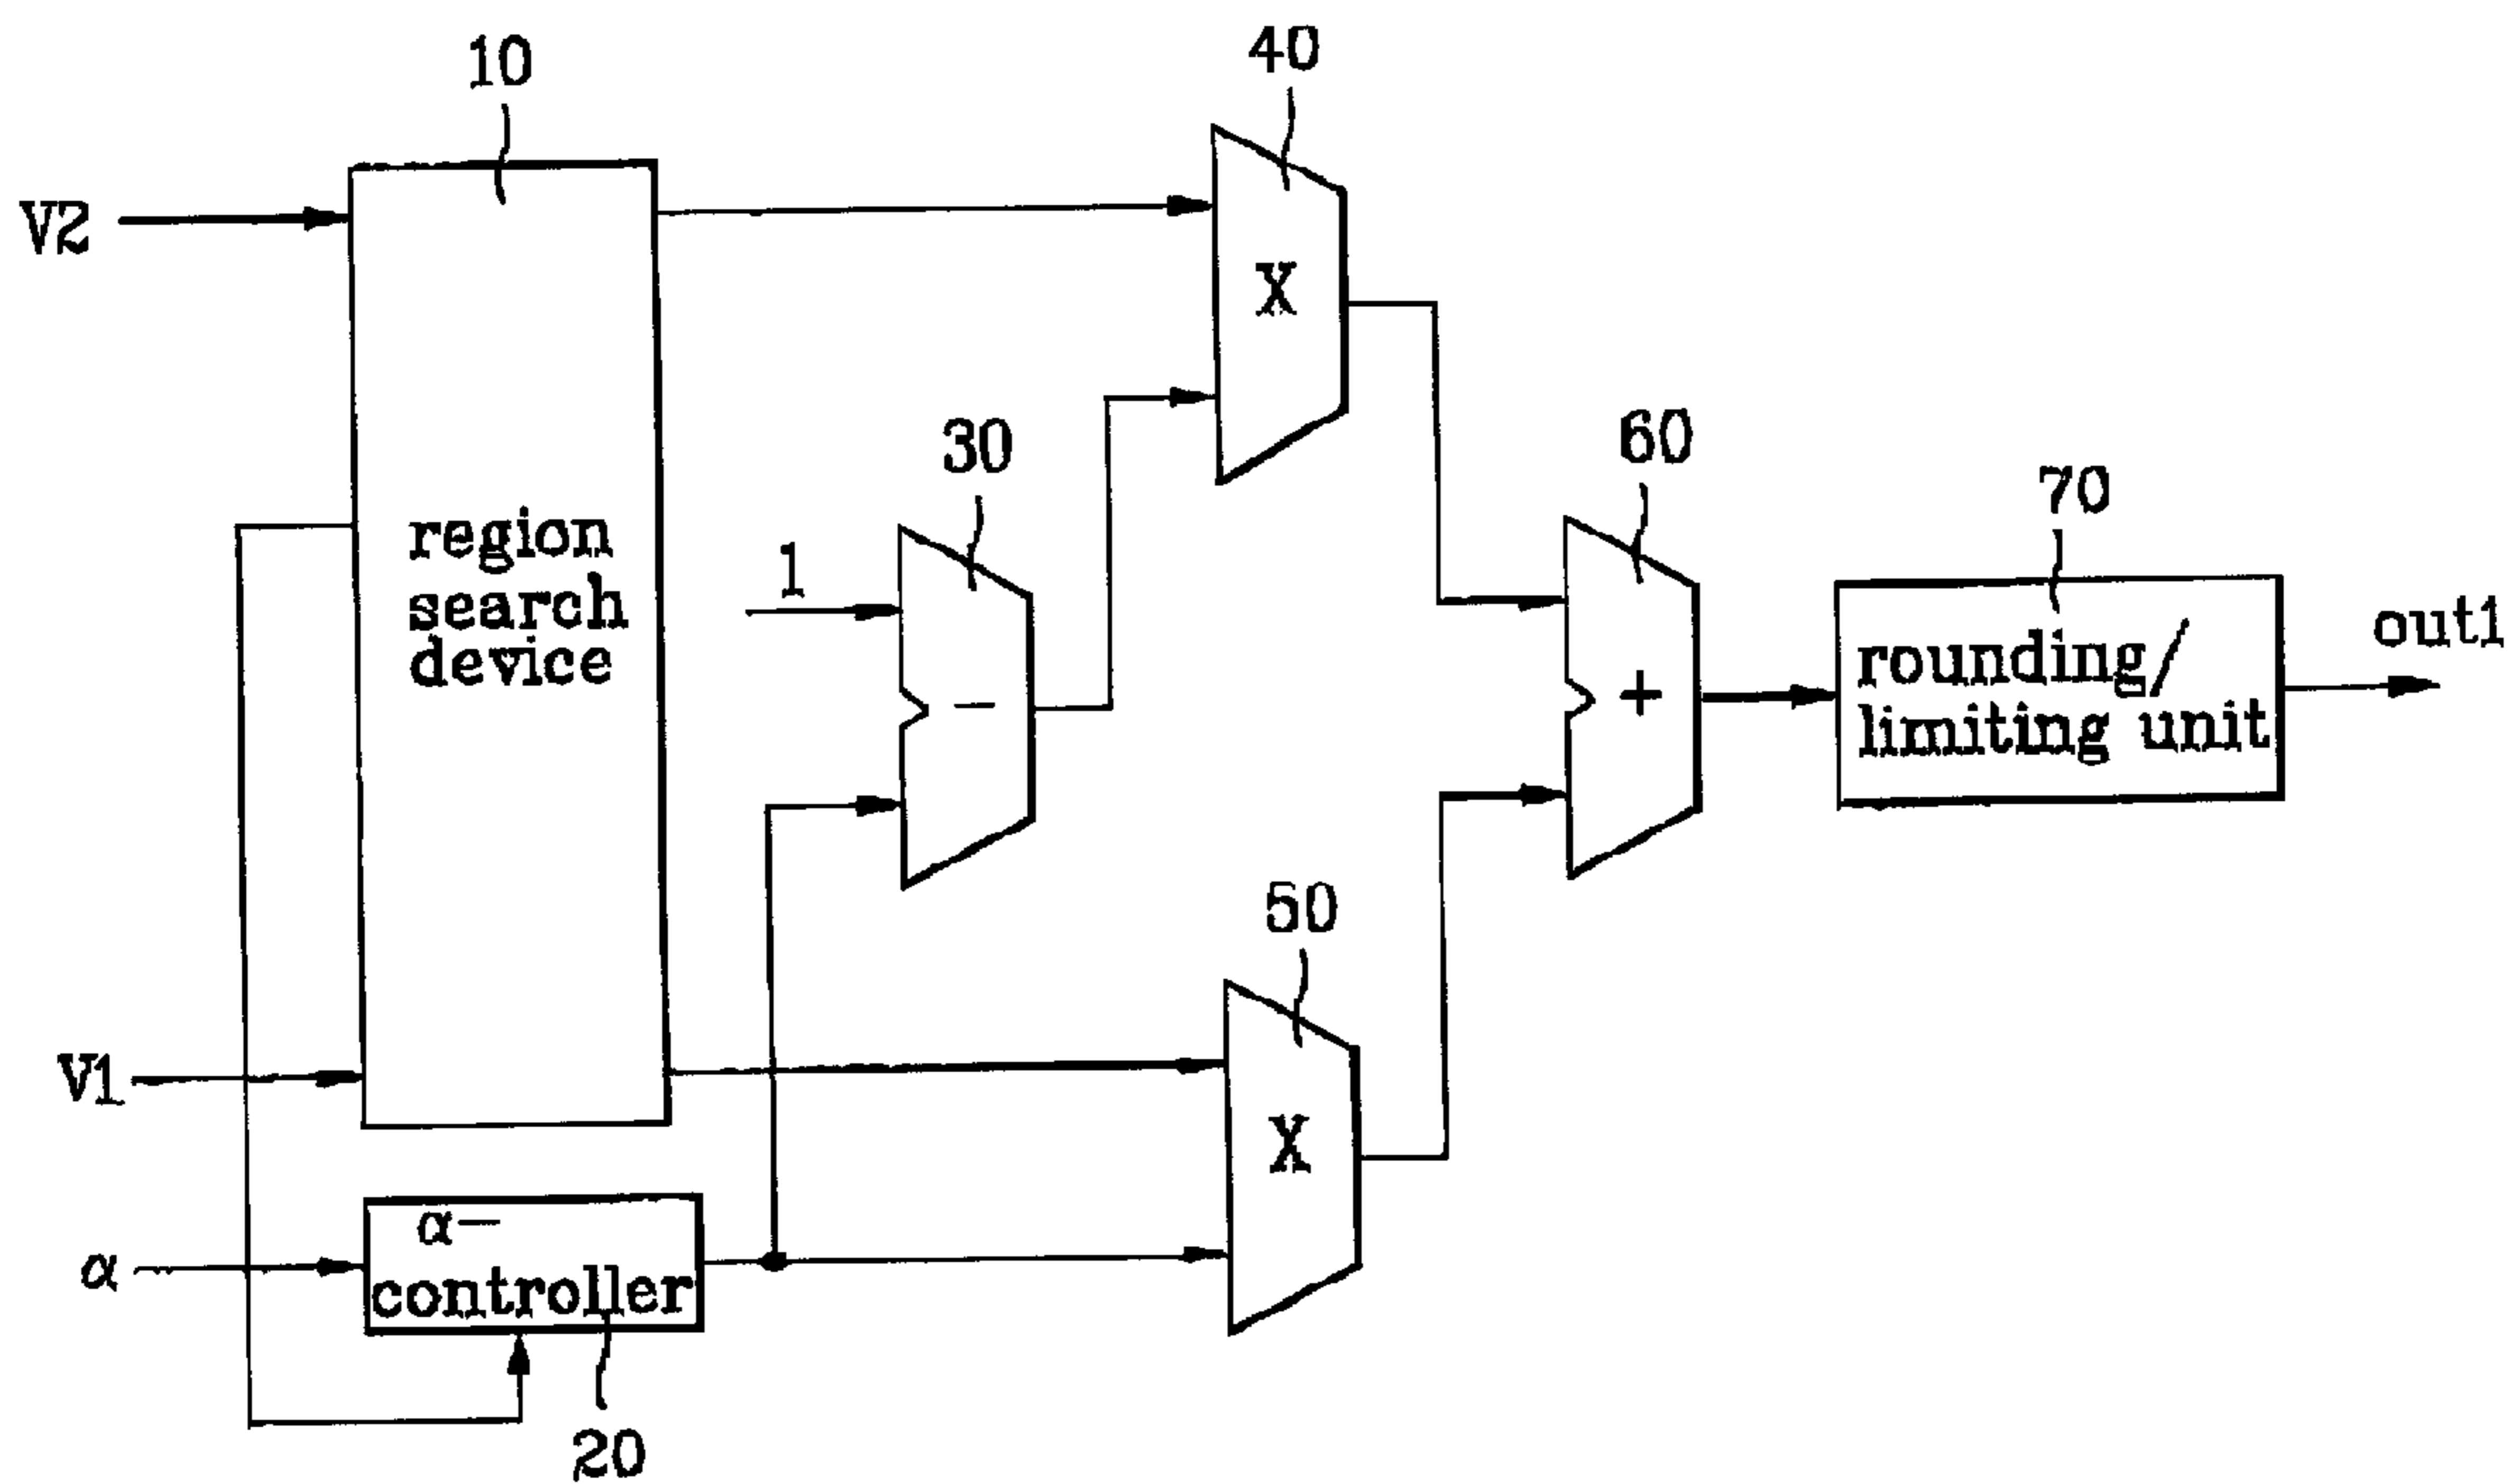 10
40
V2
X
30
60
70
region
search
device
1
out1
−
+
rounding/
limiting unit
50
V1
X
α−
controller
α
20